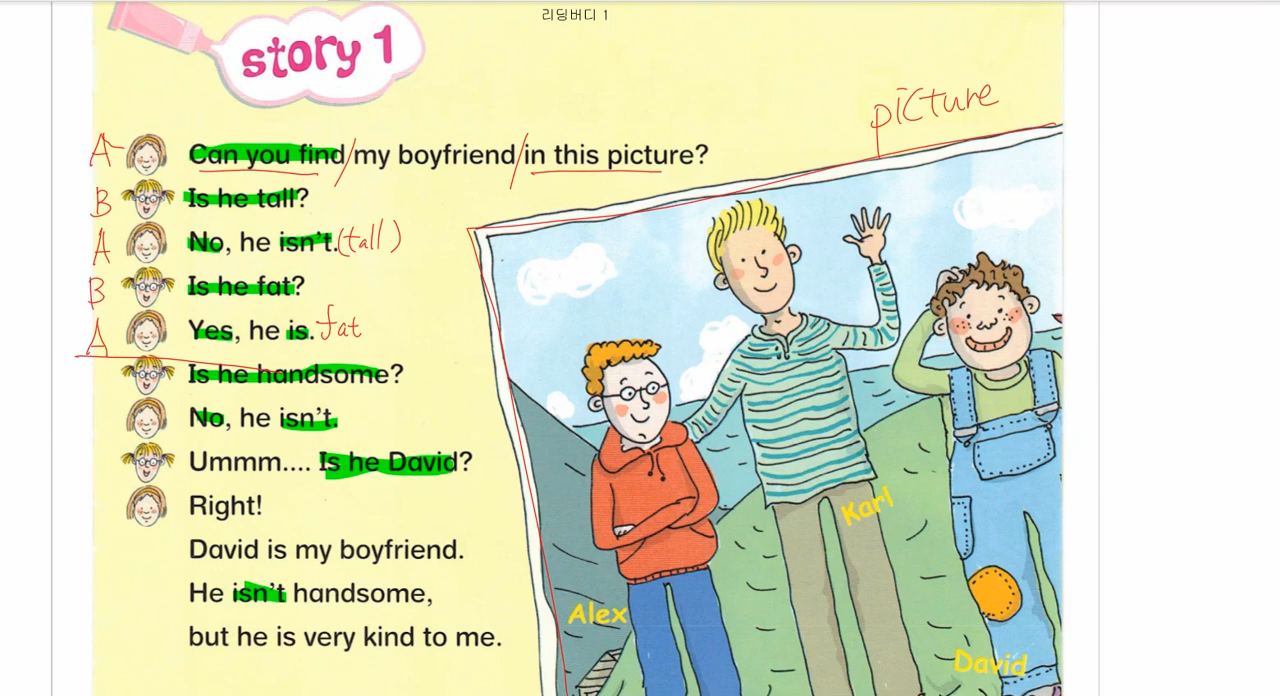 리딩버디 1
story 1
picture
A Can you find/my boyfriend/in this picture?
B Is he tall?
A No, he isn't.(tall)
B Is he fat?
A Yes, he is. fat
Is he handsome?
No, he isn't.
Ummm.... Is he David?
Right!
David is my boyfriend.
He isn't handsome,
but he is very kind to me.
Karl
Alex
David